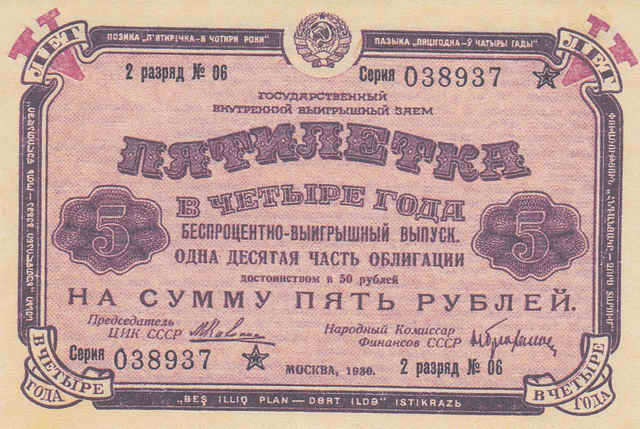 ЛЕТ
ПОЗИКА „П'ЯТИРІЧКА-В ЧОТИРИ РОКИ"
ПАЗЫКА „ПЯЦГОДКА-Ў ЧАТЫРЫ ГАДЫ"
ЛЕТ
2 разряд № 06
Серия 038937
ГОСУДАРСТВЕННЫЙ
ВНУТРЕННИЙ ВЫИГРЫШНЫЙ ЗАЕМ
ПЯТИЛЕТКА
В ЧЕТЫРЕ ГОДА
5
5
БЕСПРОЦЕНТНО-ВЫИГРЫШНЫЙ ВЫПУСК.
ОДНА ДЕСЯТАЯ ЧАСТЬ ОБЛИГАЦИИ
достоинством в 50 рублей
НА СУММУ ПЯТЬ РУБЛЕЙ.
Председатель
ЦИК СССР
Народный Комиссар
Финансов СССР
Серия 038937
МОСКВА, 1930.
2 разряд № 06
В ЧЕТЫРЕ
ГОДА
В ЧЕТЫРЕ
ГОДА
„BEŞ ILLIQ PLAN — DƏRT ILDƏ" ISTIKRAZЬ